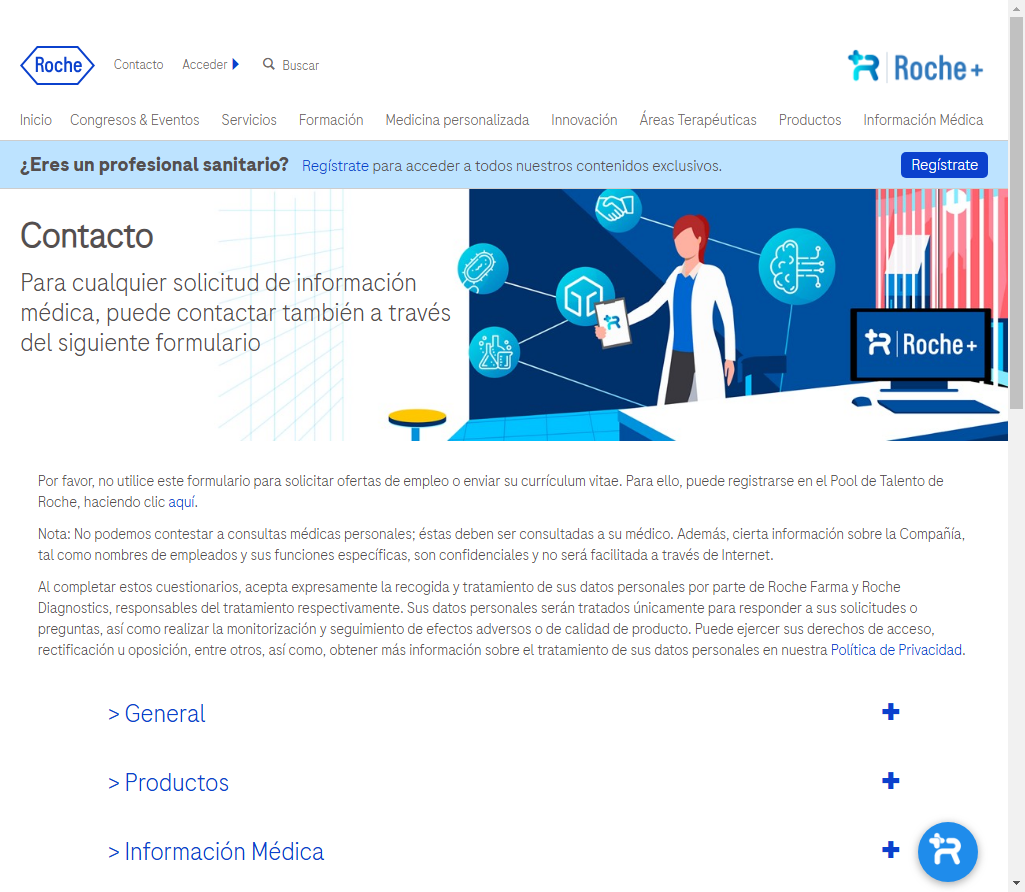 Roche
Contacto
Acceder
Buscar
Roche+
Inicio
Congresos & Eventos
Servicios
Formación
Medicina personalizada
Innovación
Áreas Terapéuticas
Productos
Información Médica
¿Eres un profesional sanitario?
Regístrate para acceder a todos nuestros contenidos exclusivos.
Regístrate
Contacto
Para cualquier solicitud de información
médica, puede contactar también a través
del siguiente formulario
Roche+
Por favor, no utilice este formulario para solicitar ofertas de empleo o enviar su currículum vitae. Para ello, puede registrarse en el Pool de Talento de
Roche, haciendo clic aquí.
Nota: No podemos contestar a consultas médicas personales; éstas deben ser consultadas a su médico. Además, cierta información sobre la Compañía,
tal como nombres de empleados y sus funciones específicas, son confidenciales y no será facilitada a través de Internet.
Al completar estos cuestionarios, acepta expresamente la recogida y tratamiento de sus datos personales por parte de Roche Farma y Roche
Diagnostics, responsables del tratamiento respectivamente. Sus datos personales serán tratados únicamente para responder a sus solicitudes o
preguntas, así como realizar la monitorización y seguimiento de efectos adversos o de calidad de producto. Puede ejercer sus derechos de acceso,
rectificación u oposición, entre otros, así como, obtener más información sobre el tratamiento de sus datos personales en nuestra Política de Privacidad.
> General
> Productos
> Información Médica